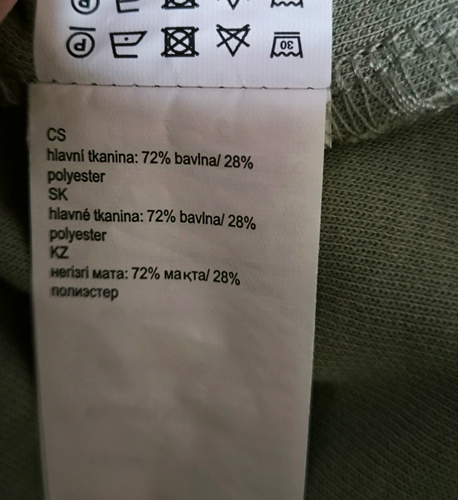 CS
hlavní tkanina: 72% bavlna/ 28%
polyester
SK
hlavné tkanina: 72% bavlna/ 28%
polyester
KZ
негізгі мата: 72% мақта/ 28%
полиэстер